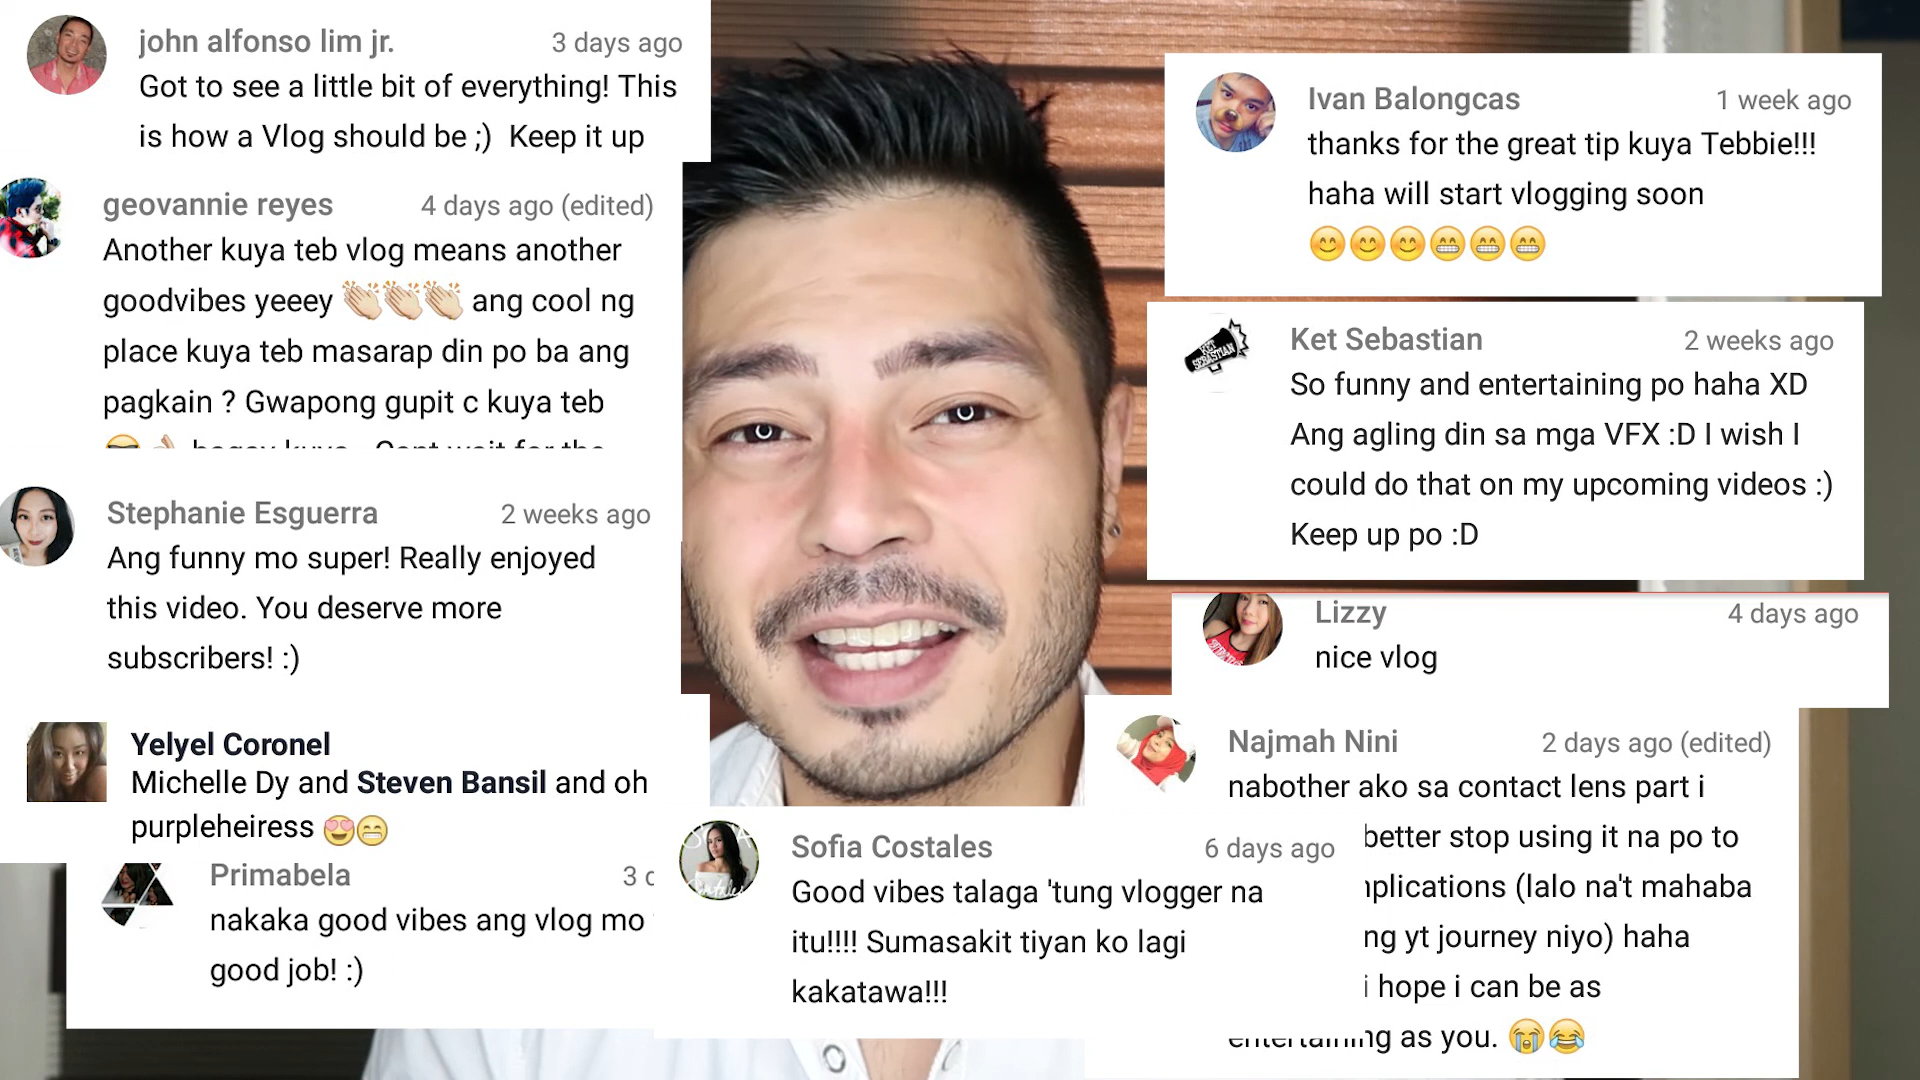 john alfonso lim jr.
3 days ago
Got to see a little bit of everything! This
is how a Vlog should be ;) Keep it up
geovannie reyes
4 days ago (edited)
Another kuya teb vlog means another
goodvibes yeeey 👏👏👏 ang cool ng
place kuya teb masarap din po ba ang
pagkain ? Gwapong gupit c kuya teb
Stephanie Esguerra
2 weeks ago
Ang funny mo super! Really enjoyed
this video. You deserve more
subscribers! :)
Yelyel Coronel
Michelle Dy and Steven Bansil and oh
purpleheiress 😍😁
Primabela
3 d
nakaka good vibes ang vlog mo
good job! :)
Sofia Costales
6 days ago
Good vibes talaga 'tung vlogger na
itu!!!! Sumasakit tiyan ko lagi
kakatawa!!!
Ivan Balongcas
1 week ago
thanks for the great tip kuya Tebbie!!!
haha will start vlogging soon
😊😊😊😁😁😁
KET
SEBASTIAN
Ket Sebastian
2 weeks ago
So funny and entertaining po haha XD
Ang agling din sa mga VFX :D I wish I
could do that on my upcoming videos :)
Keep up po :D
Lizzy
4 days ago
nice vlog
Najmah Nini
2 days ago (edited)
nabother ako sa contact lens part i
better stop using it na po to
plications (lalo na't mahaba
ng yt journey niyo) haha
i hope i can be as
entertaining as you. 😭😂